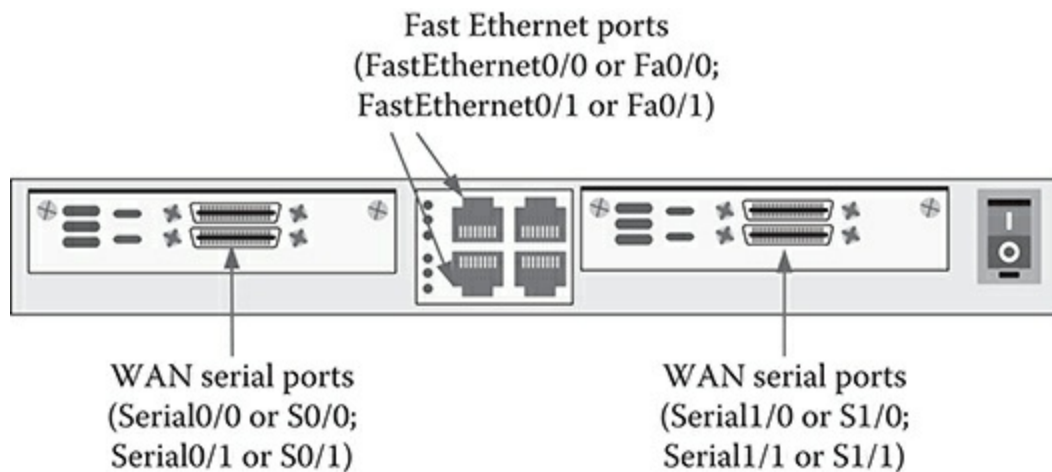 Fast Ethernet ports
(FastEthernet0/0 or Fa0/0;
FastEthernet0/1 or Fa0/1)
WAN serial ports
(Serial0/0 or S0/0;
Serial0/1 or S0/1)
WAN serial ports
(Serial1/0 or S1/0;
Serial1/1 or S1/1)